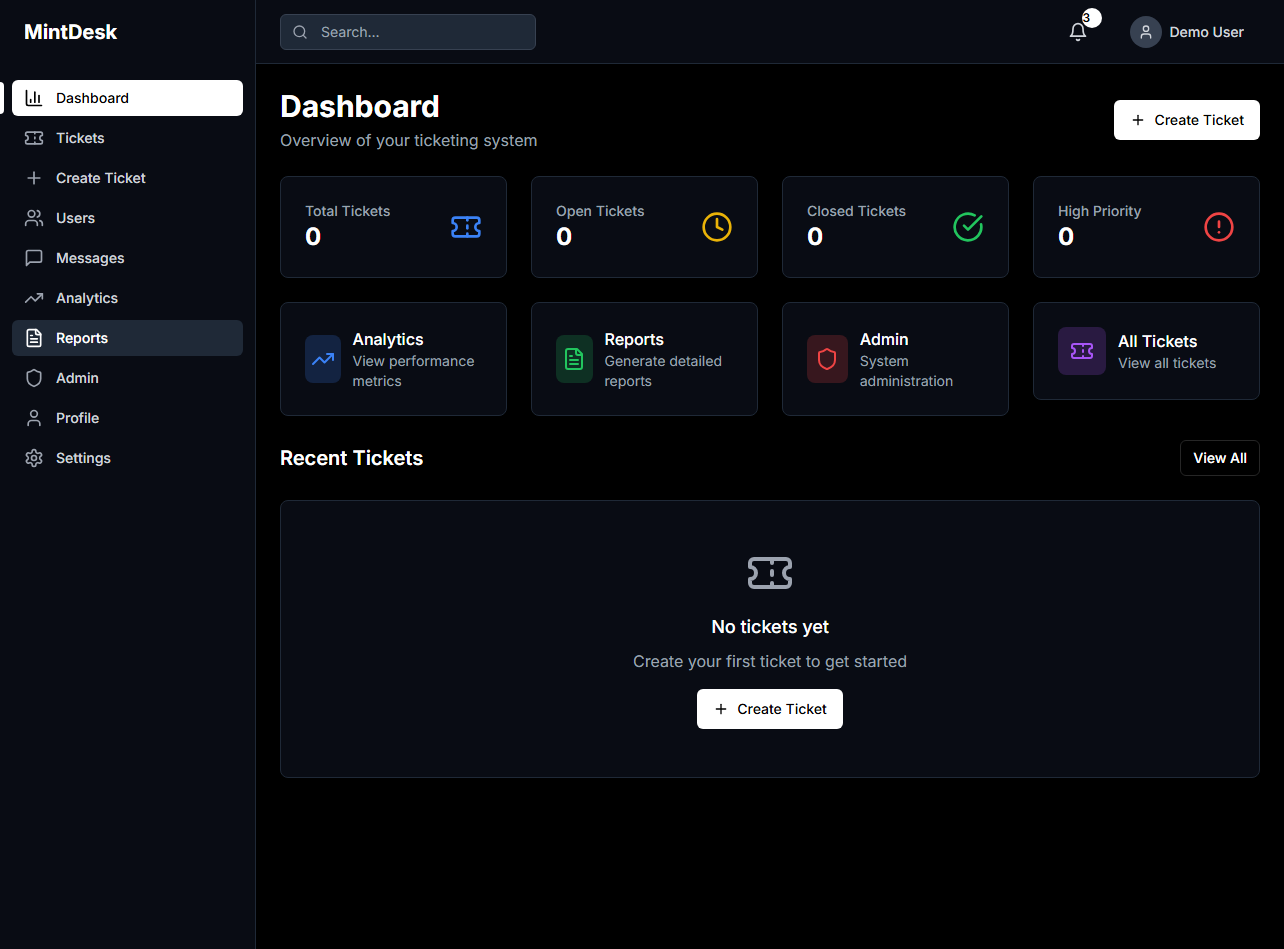 MintDesk
Search...
3
Demo User
Dashboard
Tickets
Create Ticket
Users
Messages
Analytics
Reports
Admin
Profile
Settings
Dashboard
Overview of your ticketing system
Create Ticket
Total Tickets
0
Open Tickets
0
Closed Tickets
0
High Priority
0
Analytics
View performance
metrics
Reports
Generate detailed
reports
Admin
System
administration
All Tickets
View all tickets
Recent Tickets
View All
No tickets yet
Create your first ticket to get started
Create Ticket